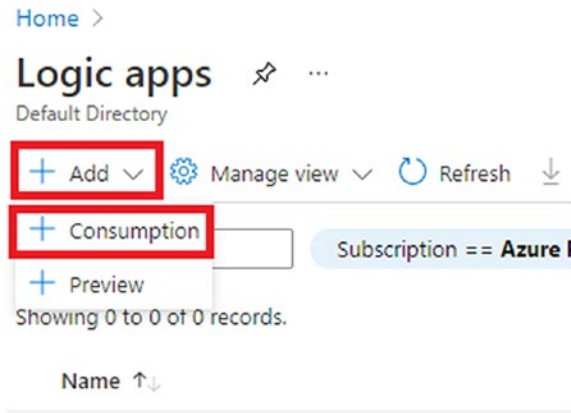 Home >
Logic apps ...
Default Directory
+ Add Manage view Refresh
+ Consumption
Subscription == Azure
+ Preview
Showing 0 to 0 of 0 records.
Name ↑↓